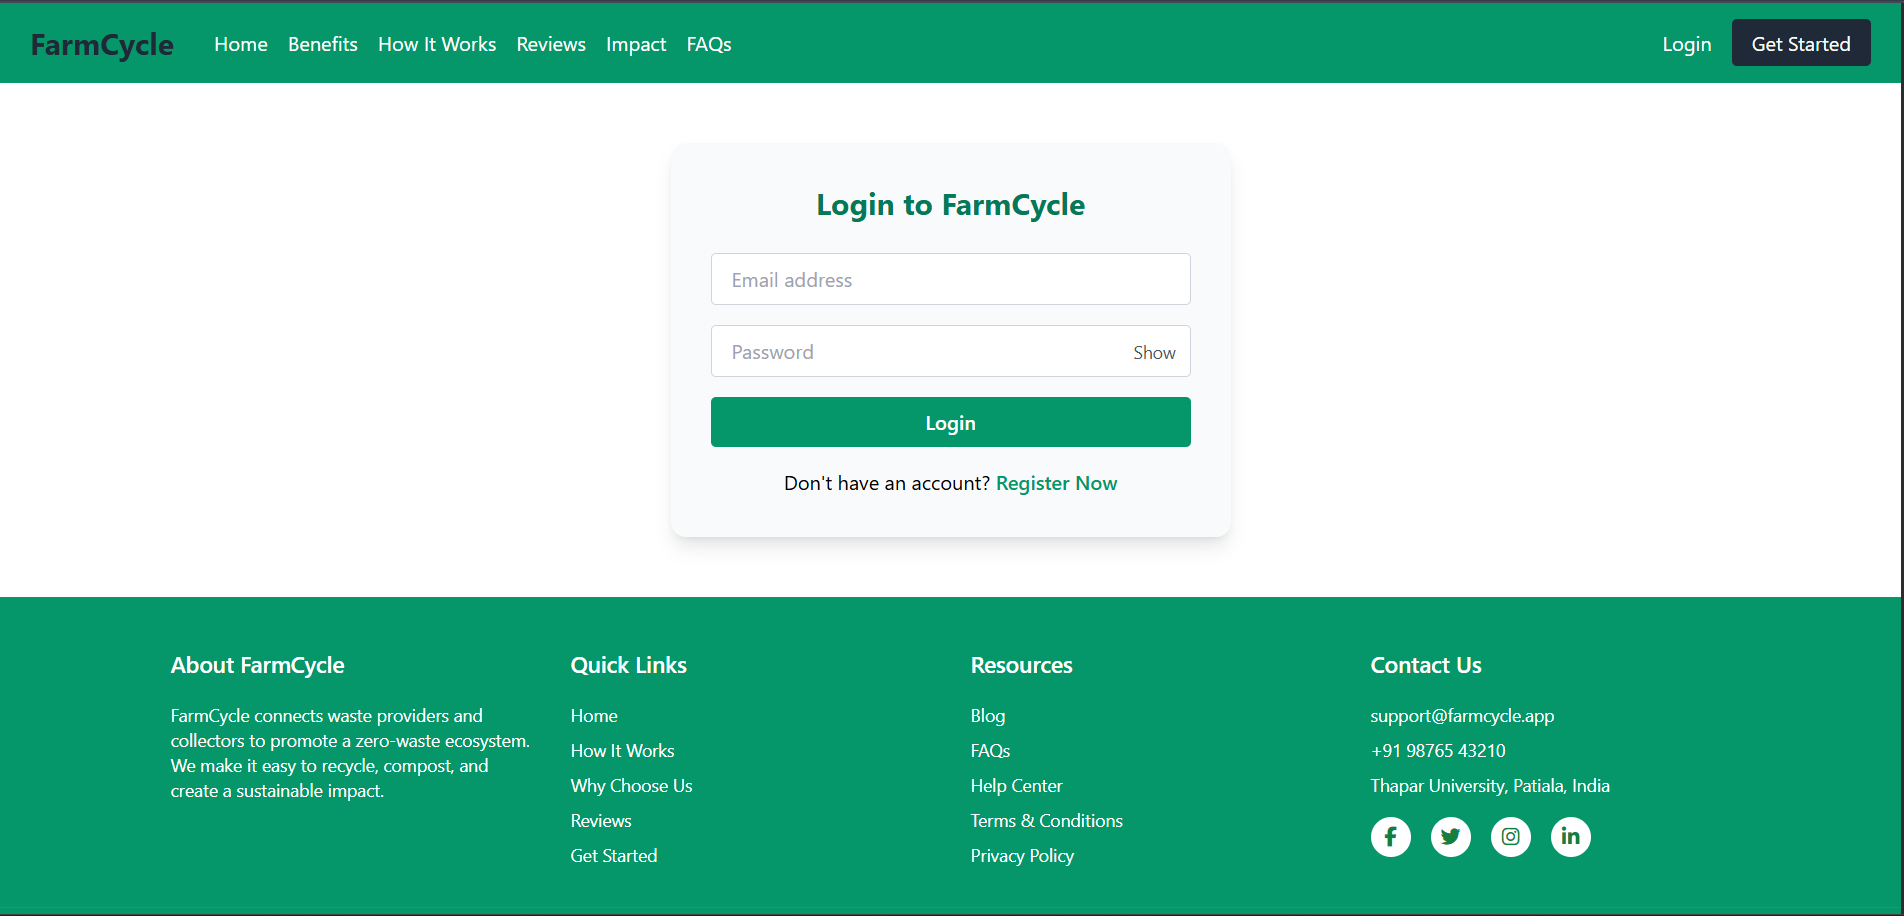 FarmCycle Home Benefits How It Works Reviews Impact FAQs Login Get Started
Login to FarmCycle
Email address
Password Show
Login
Don't have an account? Register Now
About FarmCycle
FarmCycle connects waste providers and
collectors to promote a zero-waste ecosystem.
We make it easy to recycle, compost, and
create a sustainable impact.
Quick Links
Home
How It Works
Why Choose Us
Reviews
Get Started
Resources
Blog
FAQs
Help Center
Terms & Conditions
Privacy Policy
Contact Us
support@farmcycle.app
+91 98765 43210
Thapar University, Patiala, India